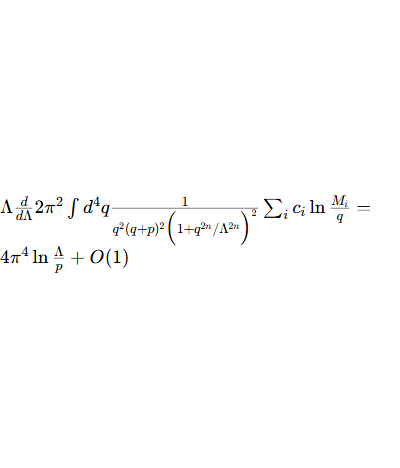 Λ d/dΛ 2π² ∫ d⁴q 1/(q²(q+p)²(1+q²ⁿ/Λ²ⁿ)²) ∑ᵢ cᵢ ln Mᵢ/q =
4π⁴ ln Λ/p + O(1)